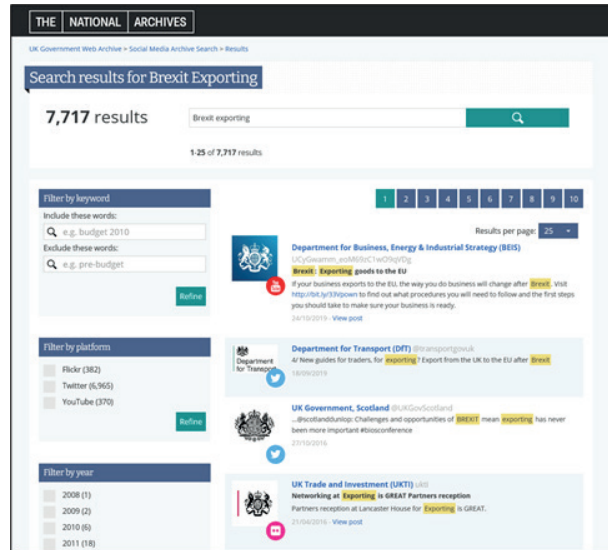 THE NATIONAL ARCHIVES
UK Government Web Archive > Social Media Archive Search > Results
Search results for Brexit Exporting
7,717 results
Brexit exporting
1-25 of 7,717 results
Filter by keyword
Include these words:
e.g. budget 2010
Exclude these words:
e.g. pre-budget
Refine
Filter by platform
Flickr (382)
Twitter (6,965)
YouTube (370)
Refine
Filter by year
2008 (1)
2009 (2)
2010 (6)
2011 (18)
1 2 3 4 5 6 7 8 9 10
Results per page: 25
Department for Business, Energy & Industrial Strategy (BEIS)
Brexit: Exporting goods to the EU
If your business exports to the EU, the way you do business will change after Brexit. Visit
http://bit.ly/33Vpown to find out what procedures you will need to follow and the first steps
you should take to make sure your business is ready.
24/10/2019 - View post
Department for Transport
Department for Transport (DfT) @transportgovuk
4/ New guides for traders, for exporting? Export from the UK to the EU after Brexit
18/09/2019
UK Government, Scotland @UKGovScotland
...@scotlanddunlop: Challenges and opportunities of BREXIT mean exporting has never
been more important #biosconference
27/10/2016
UK Trade and Investment (UKTI) ukti
Networking at Exporting is GREAT Partners reception
Partners reception at Lancaster House for Exporting is GREAT.
21/04/2016 - View post